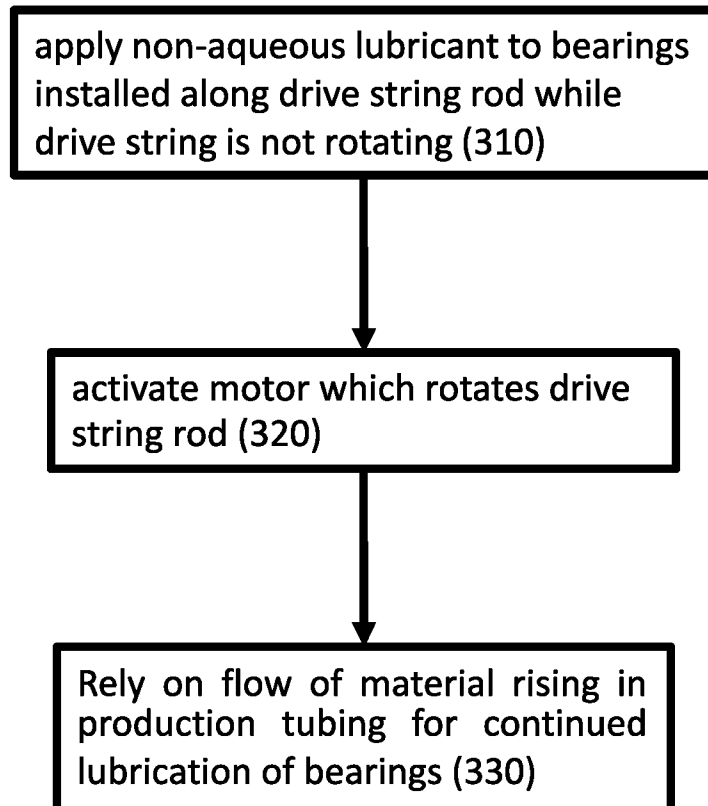 apply non-aqueous lubricant to bearings
installed along drive string rod while
drive string is not rotating (310)
activate motor which rotates drive
string rod (320)
Rely on flow of material rising in
production tubing for continued
lubrication of bearings (330)